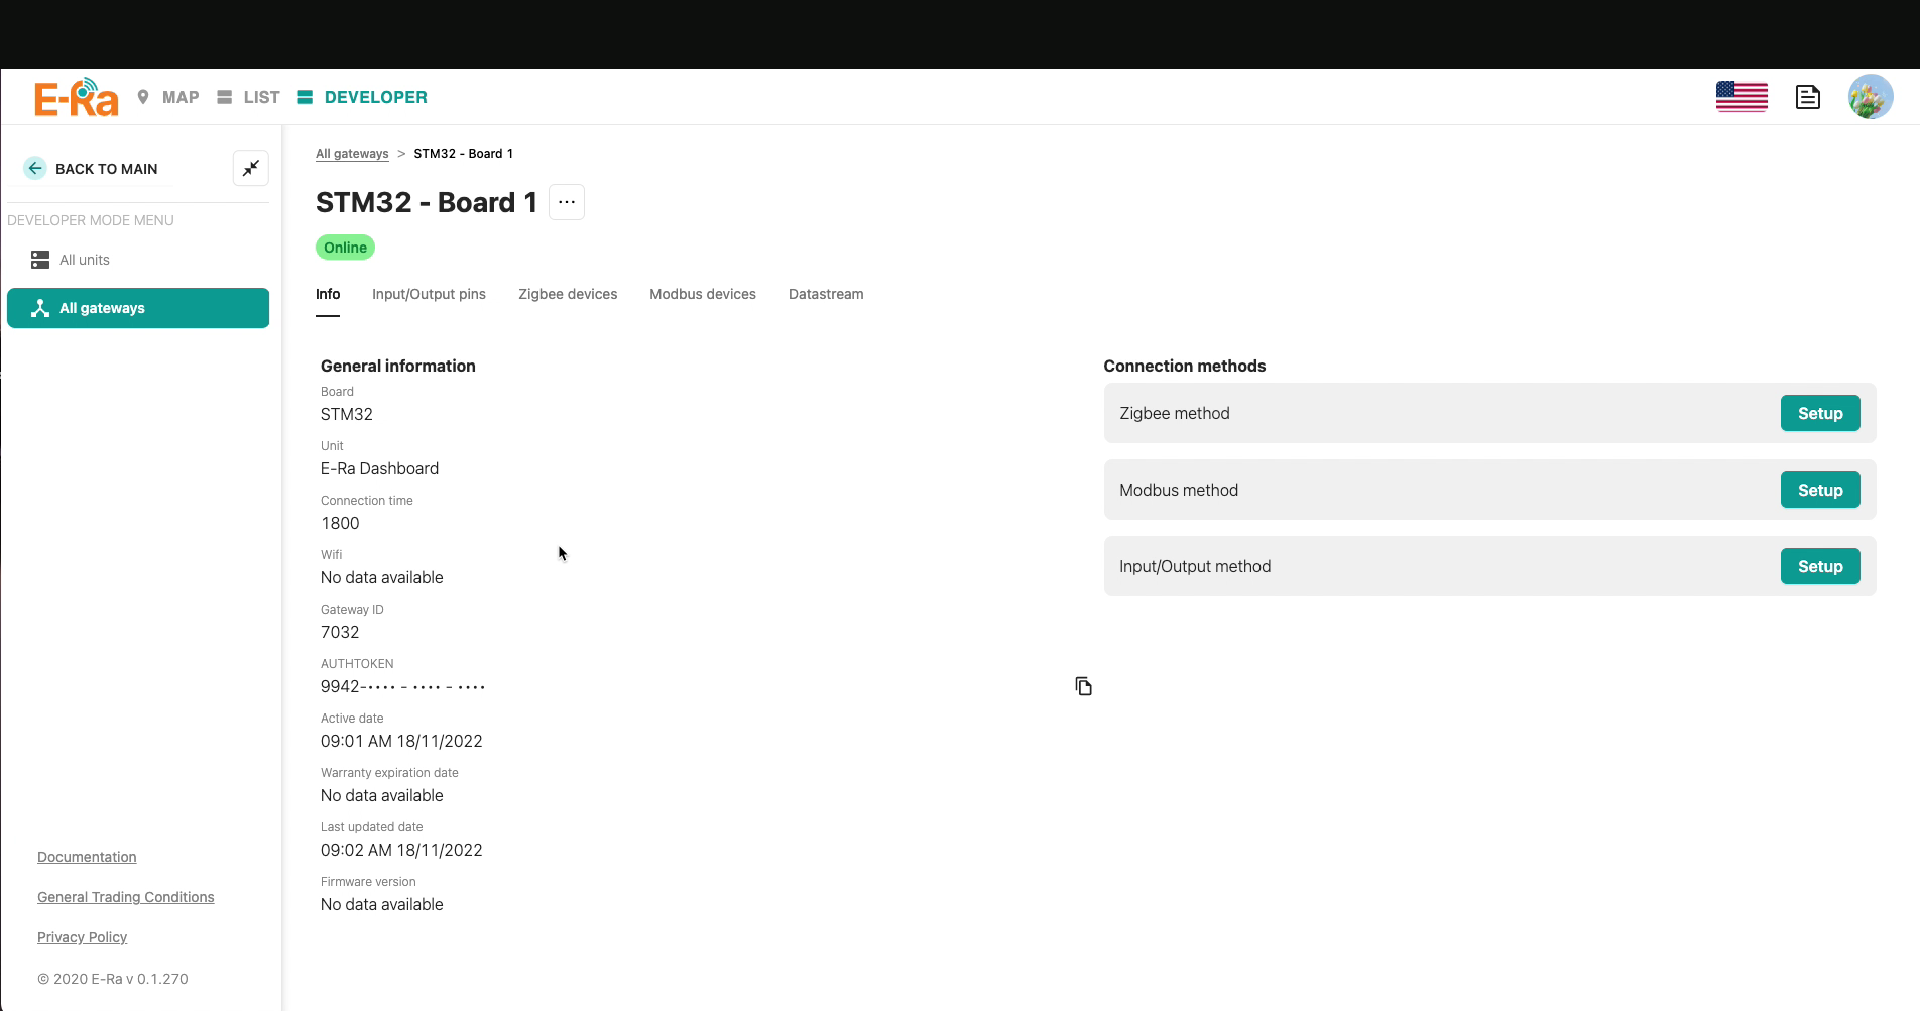 E-Ra MAP LIST DEVELOPER
BACK TO MAIN
DEVELOPER MODE MENU
All units
All gateways
Documentation
General Trading Conditions
Privacy Policy
© 2020 E-Ra v 0.1.270
All gateways > STM32 - Board 1
STM32 - Board 1 ...
Online
Info Input/Output pins Zigbee devices Modbus devices Datastream
General information
Board
STM32
Unit
E-Ra Dashboard
Connection time
1800
Wifi
No data available
Gateway ID
7032
AUTHTOKEN
9942-•••• - •••• - ••••
Active date
09:01 AM 18/11/2022
Warranty expiration date
No data available
Last updated date
09:02 AM 18/11/2022
Firmware version
No data available
Connection methods
Zigbee method Setup
Modbus method Setup
Input/Output method Setup